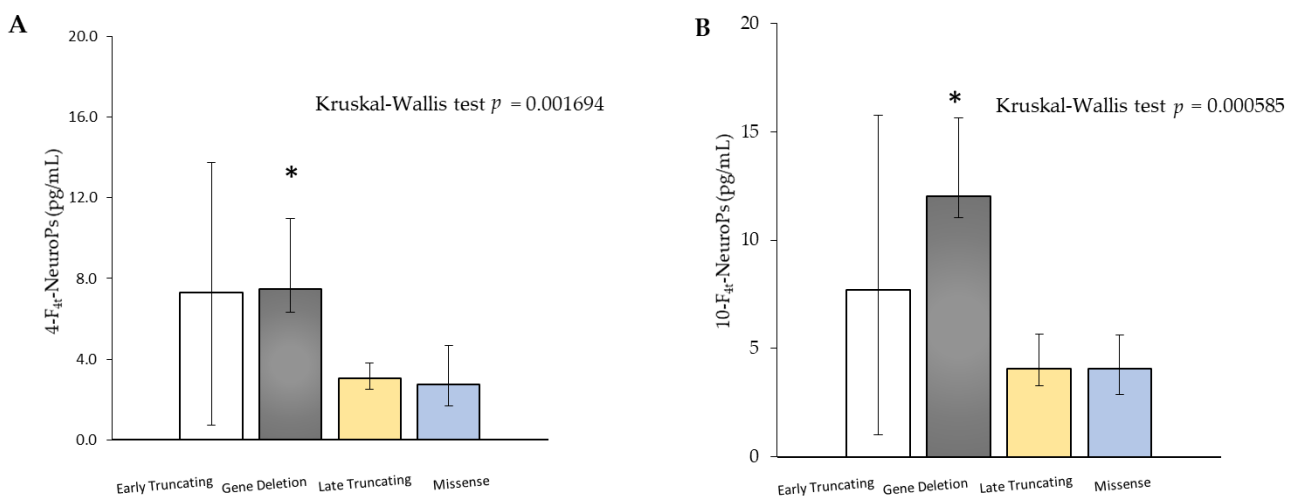 A
4-F4t-NeuroPs (pg/mL)
20.0
16.0
12.0
8.0
4.0
0.0
Kruskal-Wallis test p = 0.001694
*
Early Truncating Gene Deletion Late Truncating Missense
B
10-F4t-NeuroPs (pg/mL)
20
15
10
5
0
Kruskal-Wallis test p = 0.000585
*
Early Truncating Gene Deletion Late Truncating Missense